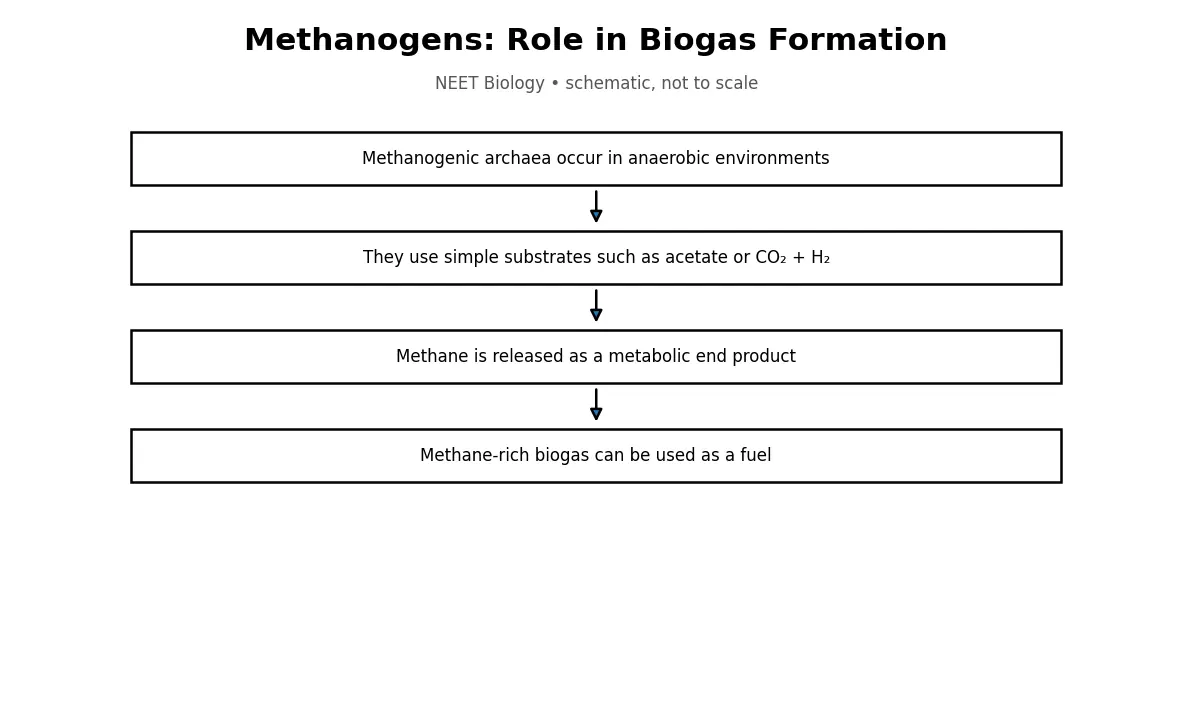 Methanogens: Role in Biogas Formation
NEET Biology • schematic, not to scale
Methanogenic archaea occur in anaerobic environments
They use simple substrates such as acetate or CO₂ + H₂
Methane is released as a metabolic end product
Methane-rich biogas can be used as a fuel